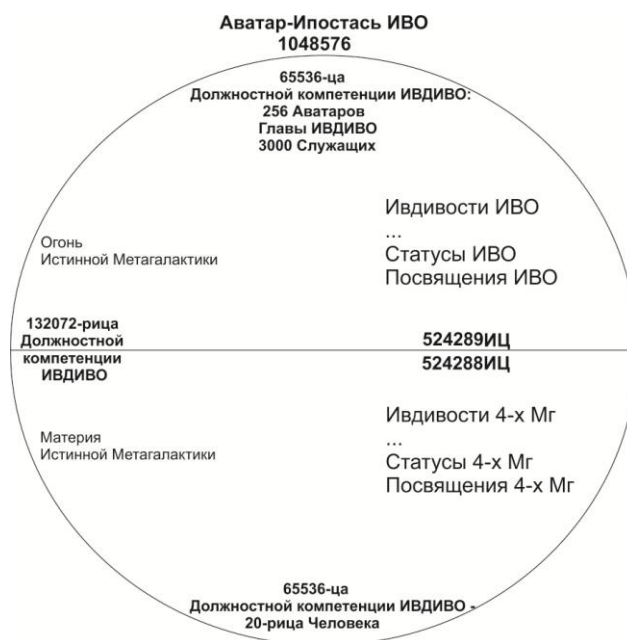 Аватар-Ипостась ИВО
1048576
65536-ца
Должностной компетенции ИВДИВО:
256 Аватаров
Главы ИВДИВО
3000 Служащих
Ивдивости ИВО
...
Статусы ИВО
Посвящения ИВО
Огонь
Истинной Метагалактики
132072-рица
Должностной
компетенции
ИВДИВО
524289ИЦ
524288ИЦ
Ивдивости 4-х Мг
...
Статусы 4-х Мг
Посвящения 4-х Мг
Материя
Истинной Метагалактики
65536-ца
Должностной компетенции ИВДИВО -
20-рица Человека